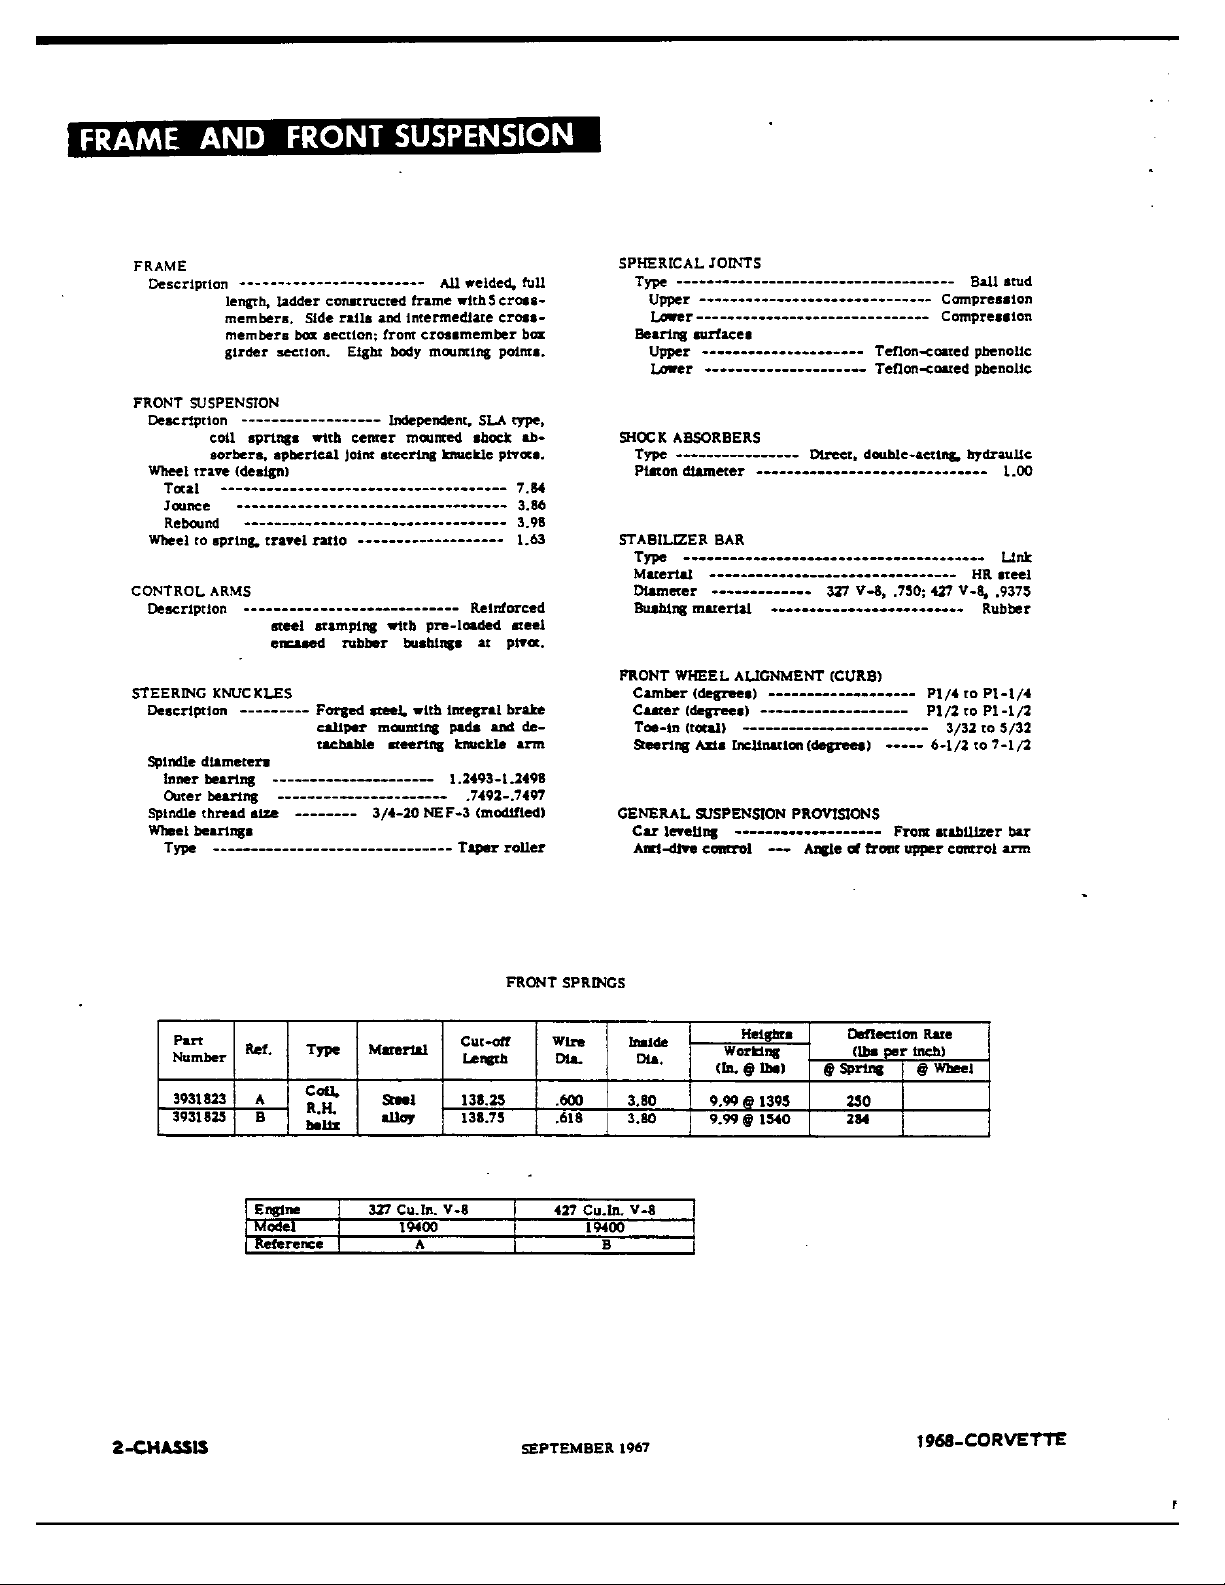 FRAME AND FRONT SUSPENSION
FRAME
Description ------------------------ All welded, full
length, ladder constructed frame with 5 cross-
members. Side rails and intermediate cross-
members box section; front crossmember box
girder section. Eight body mounting points.
FRONT SUSPENSION
Description ------------------ Independent, SLA type,
coil springs with center mounted shock ab-
sorbers, spherical joint steering knuckle pivots.
Wheel trave (design)
Total ------------------------------------- 7.84
Jounce ----------------------------------- 3.86
Rebound ---------------------------------- 3.98
Wheel to spring, travel ratio ------------------- 1.63
CONTROL ARMS
Description ---------------------------- Reinforced
steel stamping with pre-loaded steel
encased rubber bushings at pivot.
STEERING KNUCKLES
Description --------- Forged steel, with integral brake
caliper mounting pads and de-
tachable steering knuckle arm
Spindle diameters
Inner bearing --------------------- 1.2493-1.2498
Outer bearing ---------------------- .7492-.7497
Spindle thread size -------- 3/4-20 NEF-3 (modified)
Wheel bearings
Type ------------------------------- Taper roller
SPHERICAL JOINTS
Type ------------------------------------ Ball stud
Upper ------------------------------ Compression
Lower ------------------------------ Compression
Bearing surfaces
Upper --------------------- Teflon-coated phenolic
Lower --------------------- Teflon-coated phenolic
SHOCK ABSORBERS
Type ---------------- Direct, double-acting, hydraulic
Piston diameter ------------------------------ 1.00
STABILIZER BAR
Type --------------------------------------- Link
Material -------------------------------- HR steel
Diameter ------------- 327 V-8, .750; 427 V-8, .9375
Bushing material ------------------------- Rubber
FRONT WHEEL ALIGNMENT (CURB)
Camber (degrees) ------------------- P1/4 to P1-1/4
Caster (degrees) ------------------- P1/2 to P1-1/2
Toe-in (total) ------------------------ 3/32 to 5/32
Steering Axis Inclination (degrees) ----- 6-1/2 to 7-1/2
GENERAL SUSPENSION PROVISIONS
Car leveling ------------------- Front stabilizer bar
Anti-dive control --- Angle of front upper control arm
FRONT SPRINGS
Part Number Ref. Type Material Cut-off Length Wire Dia. Inside Dia. Heights Working (In. @ lbs) Deflection Rate (lbs per inch) @ Spring @ Wheel
3931823 A Coil, R.H. helix Steel alloy 138.25 .600 3.80 9.99 @ 1395 250
3931825 B 138.75 .618 3.80 9.99 @ 1540 284
Engine 327 Cu.In. V-8 427 Cu.In. V-8
Model 19400 19400
Reference A B
2-CHASSIS SEPTEMBER 1967 1968-CORVETTE